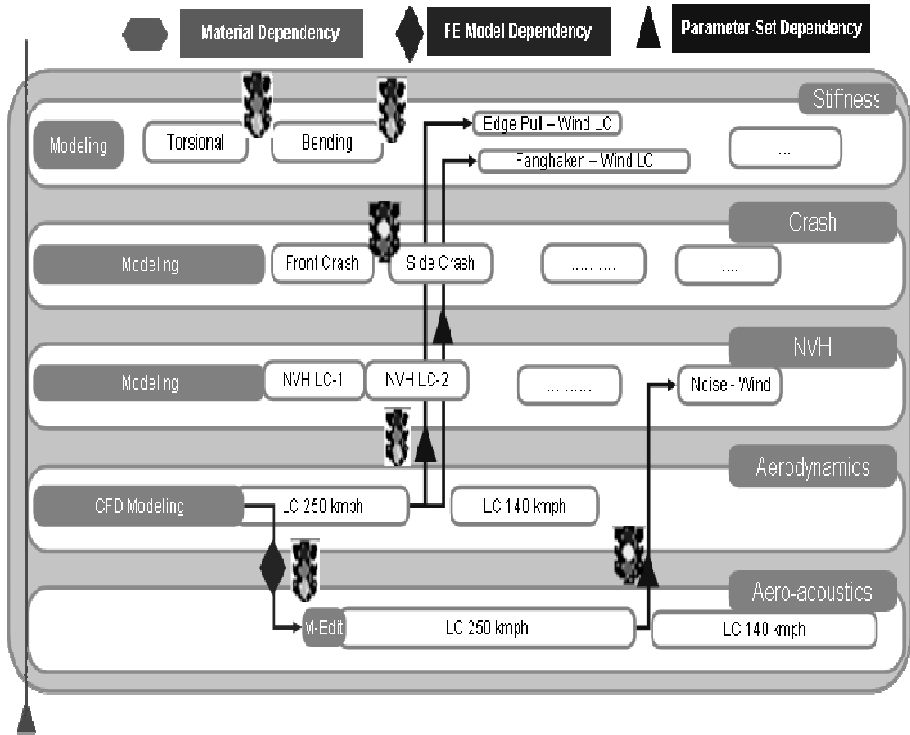 Material Dependency
FE Model Dependency
Parameter-Set Dependency
Stiffness
Modeling
Torsional
Bending
Edge Pull – Wind LC
Fanghaken – Wind LC
...
Crash
Modeling
Front Crash
Side Crash
.........
....
NVH
Modeling
NVH LC-1
NVH LC-2
..........
Noise - Wind
Aerodynamics
CFD Modeling
LC 250 kmph
LC 140 kmph
Aero-acoustics
M-Edit
LC 250 kmph
LC 140 kmph